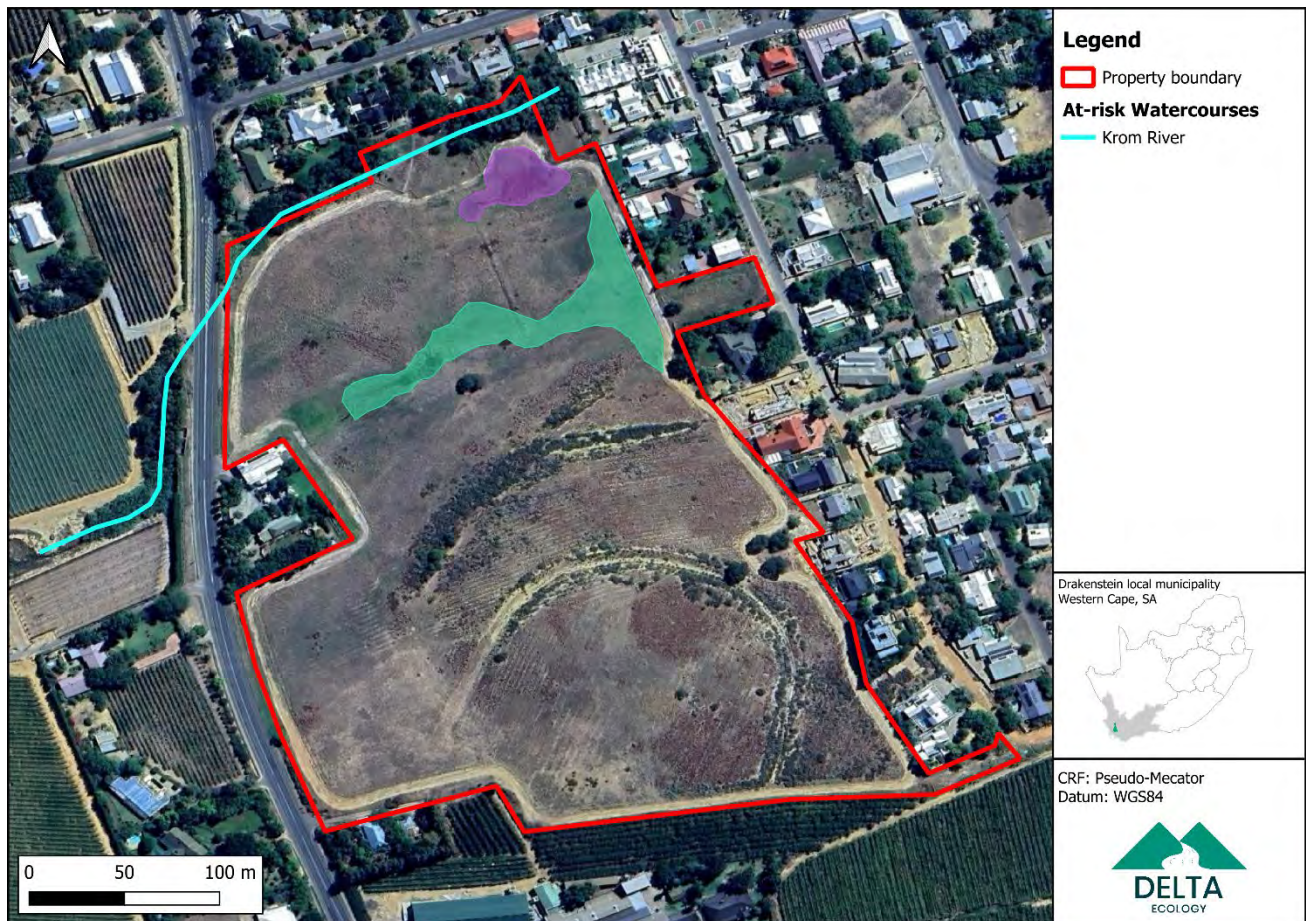 Legend
Property boundary
At-risk Watercourses
Krom River
Drakenstein local municipality
Western Cape, SA
CRF: Pseudo-Mecator
Datum: WGS84
DELTA
ECOLOGY
0 50 100 m